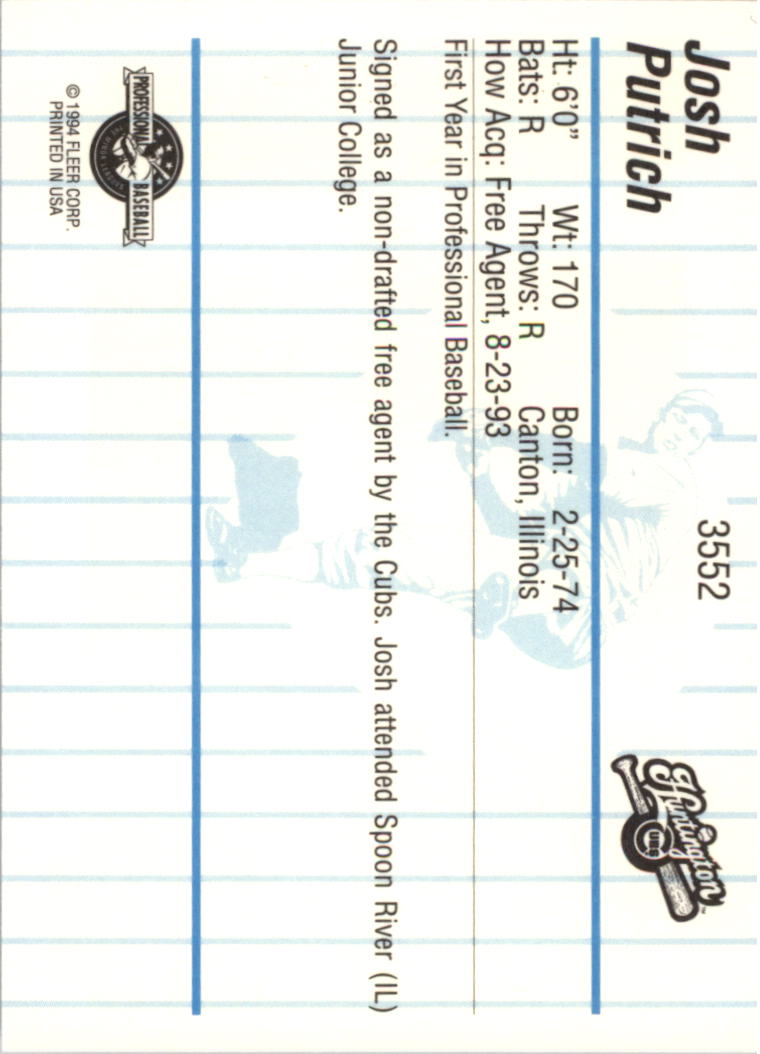 Josh
Putrich
3552
Huntington
CUBS
Ht: 6'0" Wt: 170 Born: 2-25-74
Bats: R Throws: R Canton, Illinois
How Acq: Free Agent, 8-23-93
First Year in Professional Baseball.
Signed as a non-drafted free agent by the Cubs. Josh attended Spoon River (IL)
Junior College.
PROFESSIONAL BASEBALL
© 1994 FLEER CORP.
PRINTED IN USA